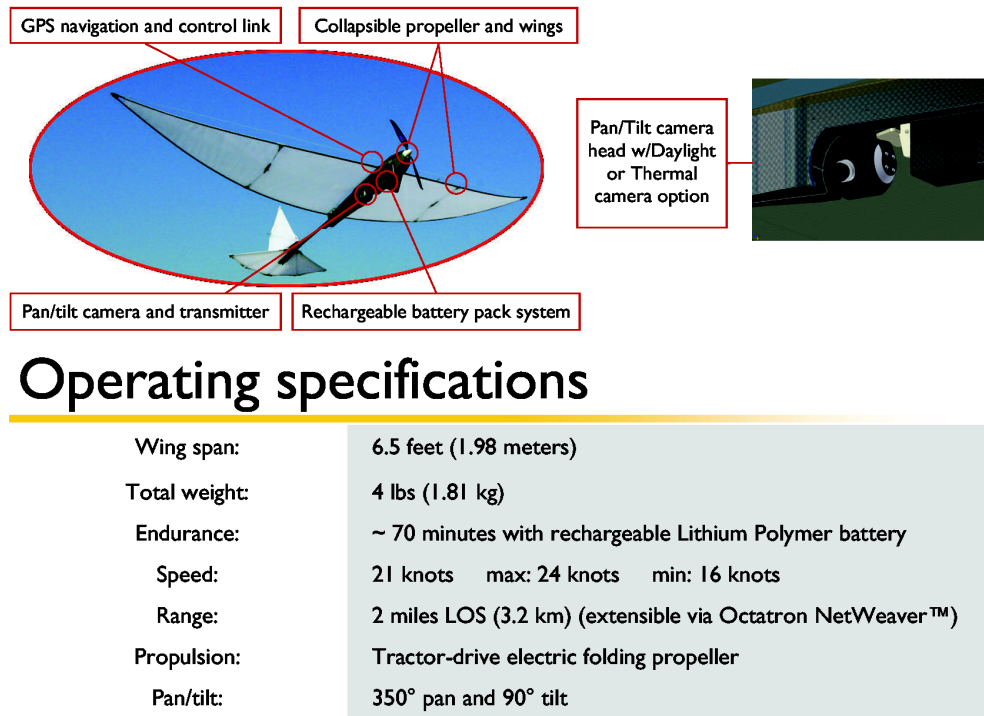 GPS navigation and control link
Collapsible propeller and wings
Pan/Tilt camera
head w/Daylight
or Thermal
camera option
Pan/tilt camera and transmitter
Rechargeable battery pack system
Operating specifications
Wing span: 6.5 feet (1.98 meters)
Total weight: 4 lbs (1.81 kg)
Endurance: ~ 70 minutes with rechargeable Lithium Polymer battery
Speed: 21 knots max: 24 knots min: 16 knots
Range: 2 miles LOS (3.2 km) (extensible via Octatron NetWeaver™)
Propulsion: Tractor-drive electric folding propeller
Pan/tilt: 350° pan and 90° tilt